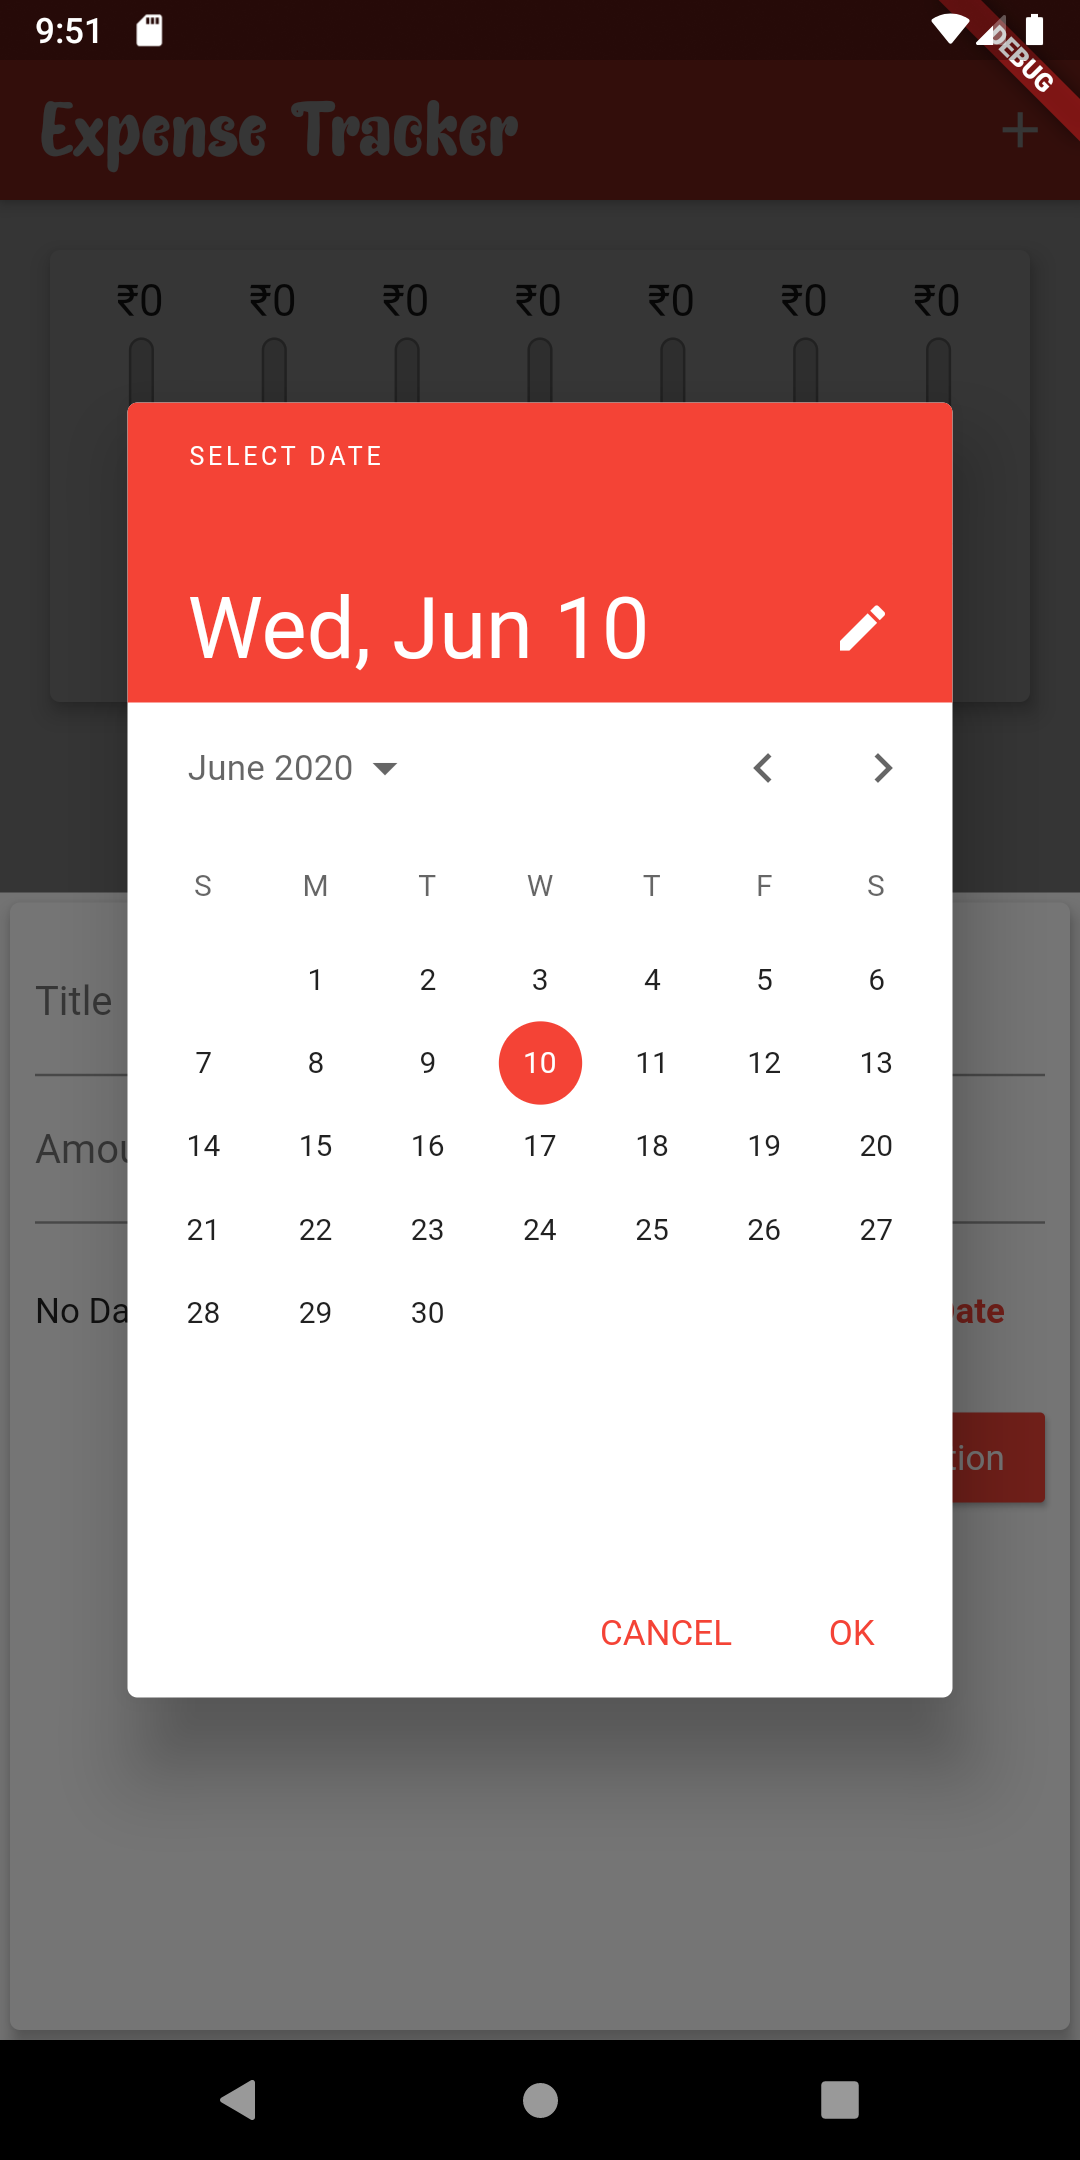 9:51
DEBUG
Expense Tracker
+
₹0 ₹0 ₹0 ₹0 ₹0 ₹0 ₹0
SELECT DATE
Wed, Jun 10
June 2020
S M T W T F S
1 2 3 4 5 6
7 8 9 10 11 12 13
14 15 16 17 18 19 20
21 22 23 24 25 26 27
28 29 30
Title
Amou
No Da ate
tion
CANCEL OK